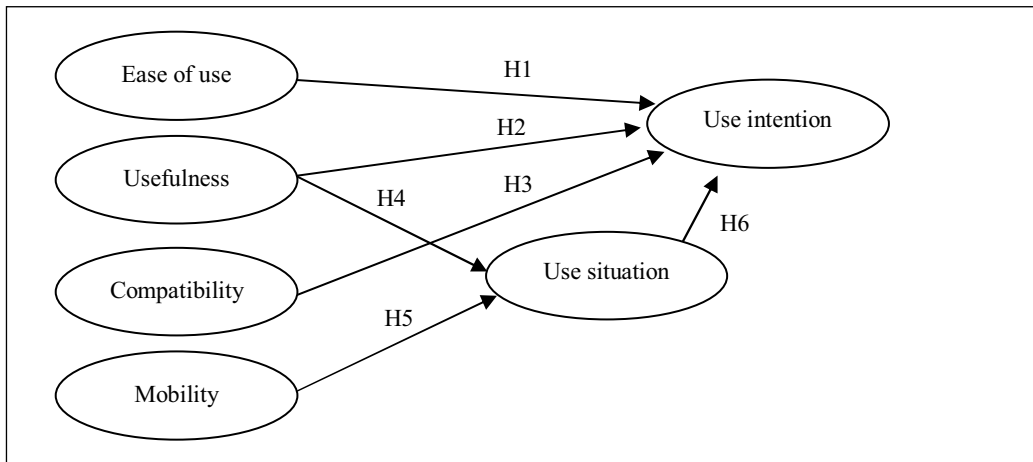 Ease of use
H1
Use intention
H2
Usefulness
H3
H4
H6
Use situation
Compatibility
H5
Mobility